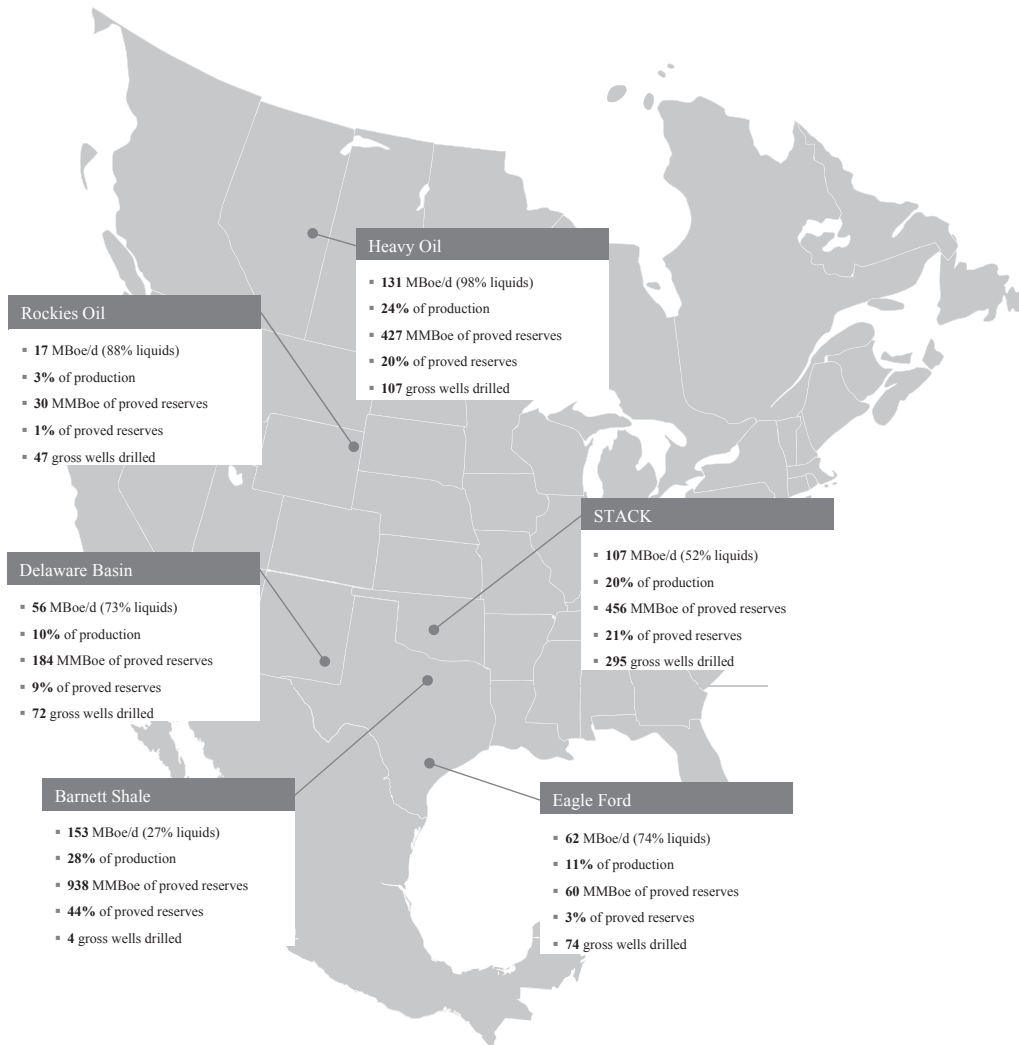 Heavy Oil
▪ 131 MBoe/d (98% liquids)
▪ 24% of production
▪ 427 MMBoe of proved reserves
▪ 20% of proved reserves
▪ 107 gross wells drilled
Rockies Oil
▪ 17 MBoe/d (88% liquids)
▪ 3% of production
▪ 30 MMBoe of proved reserves
▪ 1% of proved reserves
▪ 47 gross wells drilled
STACK
▪ 107 MBoe/d (52% liquids)
▪ 20% of production
▪ 456 MMBoe of proved reserves
▪ 21% of proved reserves
▪ 295 gross wells drilled
Delaware Basin
▪ 56 MBoe/d (73% liquids)
▪ 10% of production
▪ 184 MMBoe of proved reserves
▪ 9% of proved reserves
▪ 72 gross wells drilled
Barnett Shale
▪ 153 MBoe/d (27% liquids)
▪ 28% of production
▪ 938 MMBoe of proved reserves
▪ 44% of proved reserves
▪ 4 gross wells drilled
Eagle Ford
▪ 62 MBoe/d (74% liquids)
▪ 11% of production
▪ 60 MMBoe of proved reserves
▪ 3% of proved reserves
▪ 74 gross wells drilled